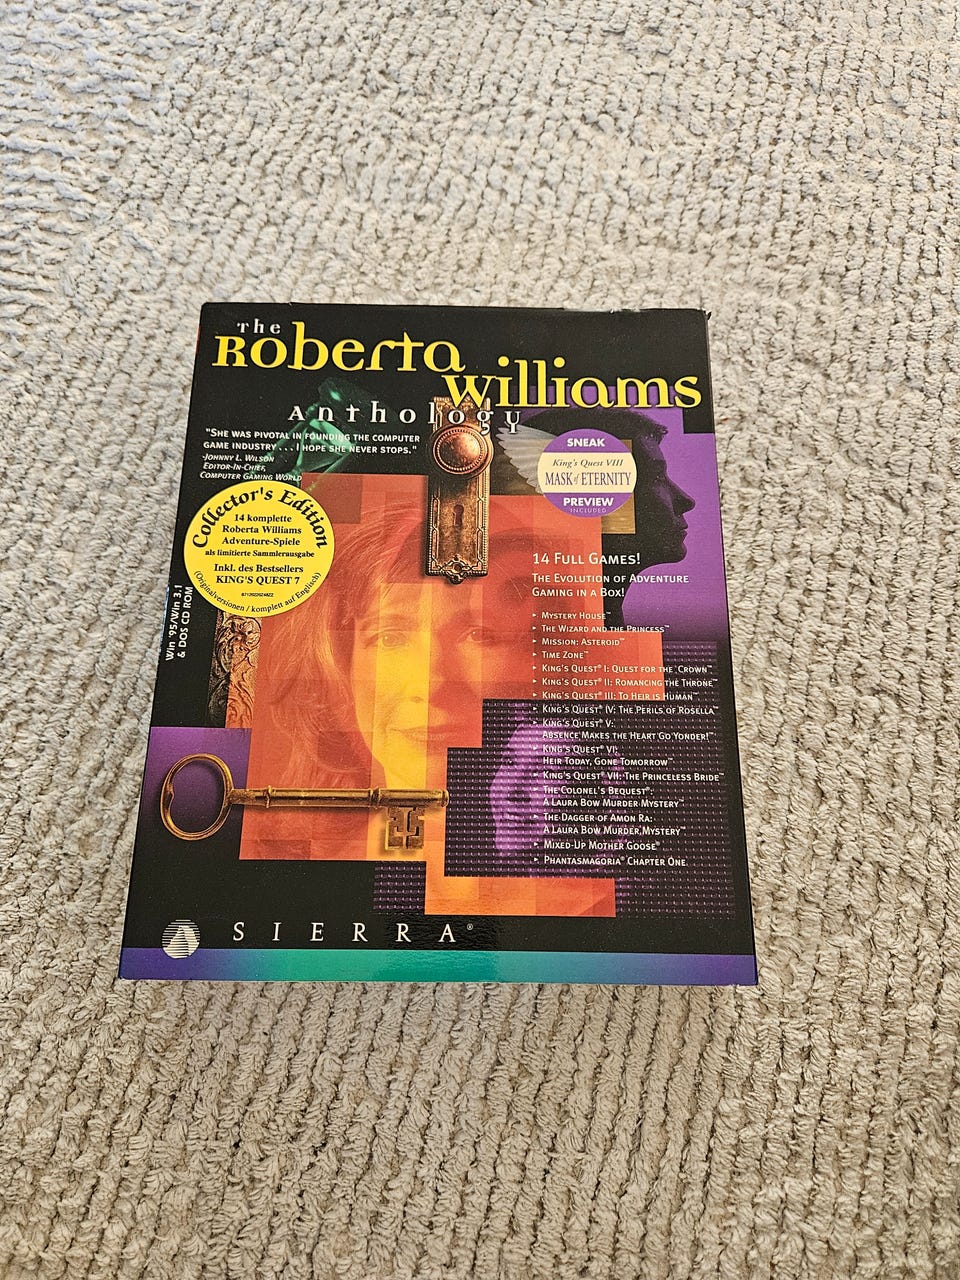 The
Roberta
Williams
Anthology
"She was pivotal in founding the computer
game industry . . . I hope she never stops."
-Johnny L. Wilson
Editor-in-Chief,
Computer Gaming World
Collector's Edition
14 komplette
Roberta Williams
Adventure-Spiele
als limitierte Sammlerausgabe
Inkl. des Bestsellers
KING'S QUEST 7
(Originalversionen / komplett auf Englisch)
Win '95/Win 3.1
& DOS CD ROM
SNEAK
King's Quest VIII
MASK of ETERNITY
PREVIEW
INCLUDED
14 Full Games!
The Evolution of Adventure
Gaming in a Box!
Mystery House™
The Wizard and the Princess™
Mission: Asteroid™
Time Zone™
King's Quest® I: Quest for the Crown™
King's Quest® II: Romancing the Throne™
King's Quest® III: To Heir is Human™
King's Quest® IV: The Perils of Rosella™
King's Quest® V:
Absence Makes the Heart Go Yonder!™
King's Quest® VI:
Heir Today, Gone Tomorrow™
King's Quest® VII: The Princeless Bride™
The Colonel's Bequest®:
A Laura Bow Murder Mystery™
The Dagger of Amon Ra:
A Laura Bow Murder Mystery™
Mixed-Up Mother Goose®
Phantasmagoria® Chapter One
SIERRA®